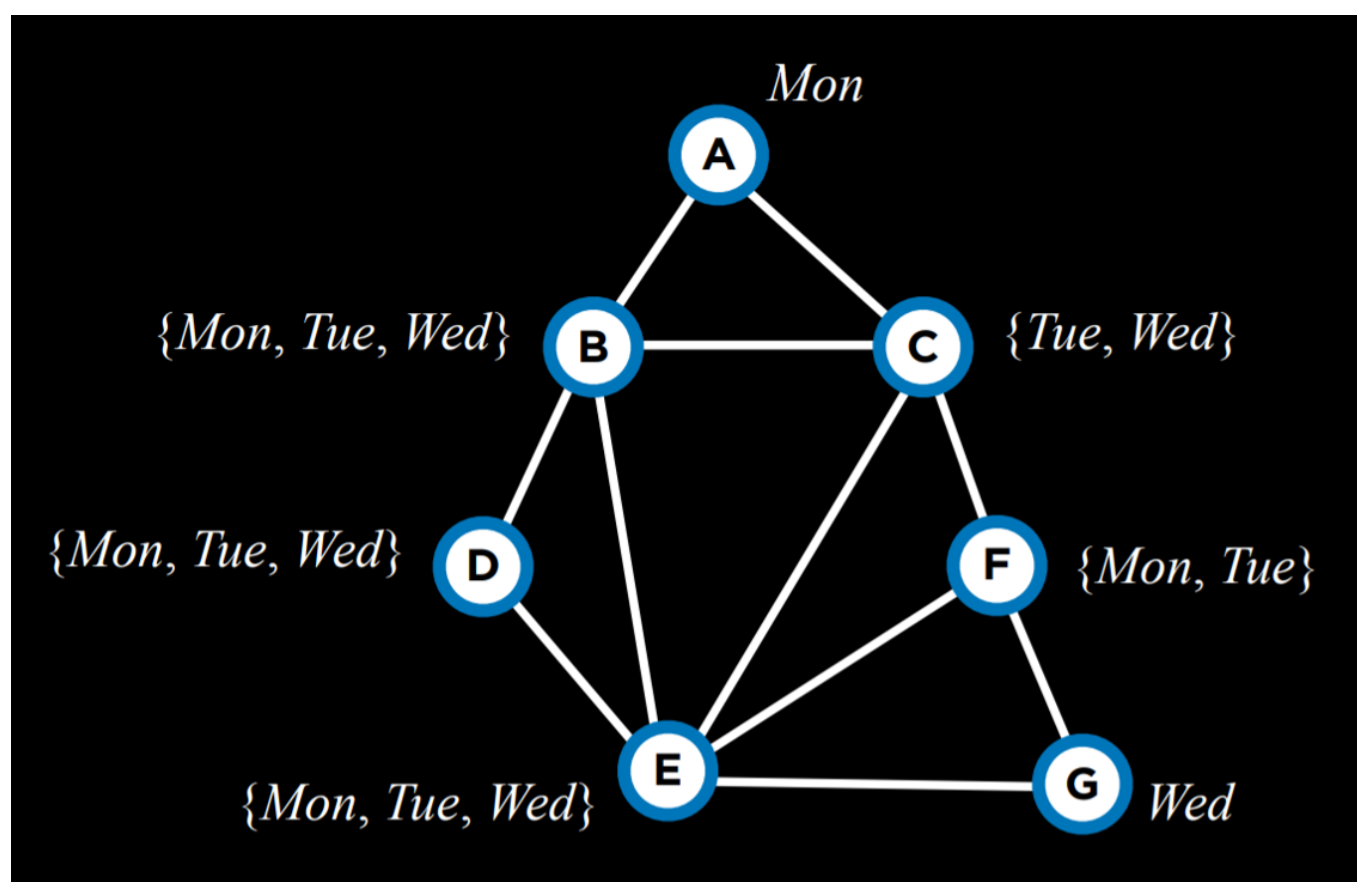 Mon
A
{Mon, Tue, Wed}
B
C
{Tue, Wed}
{Mon, Tue, Wed}
D
F
{Mon, Tue}
E
{Mon, Tue, Wed}
G
Wed